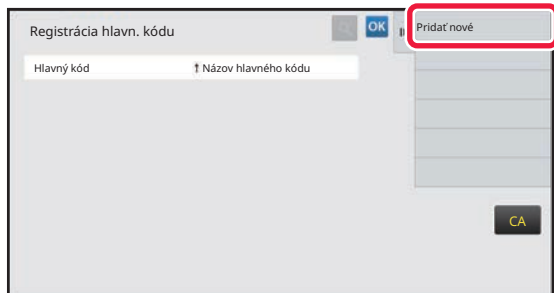 Registrácia hlavn. kódu
OK
Pridať nové
Hlavný kód
Názov hlavného kódu
CA